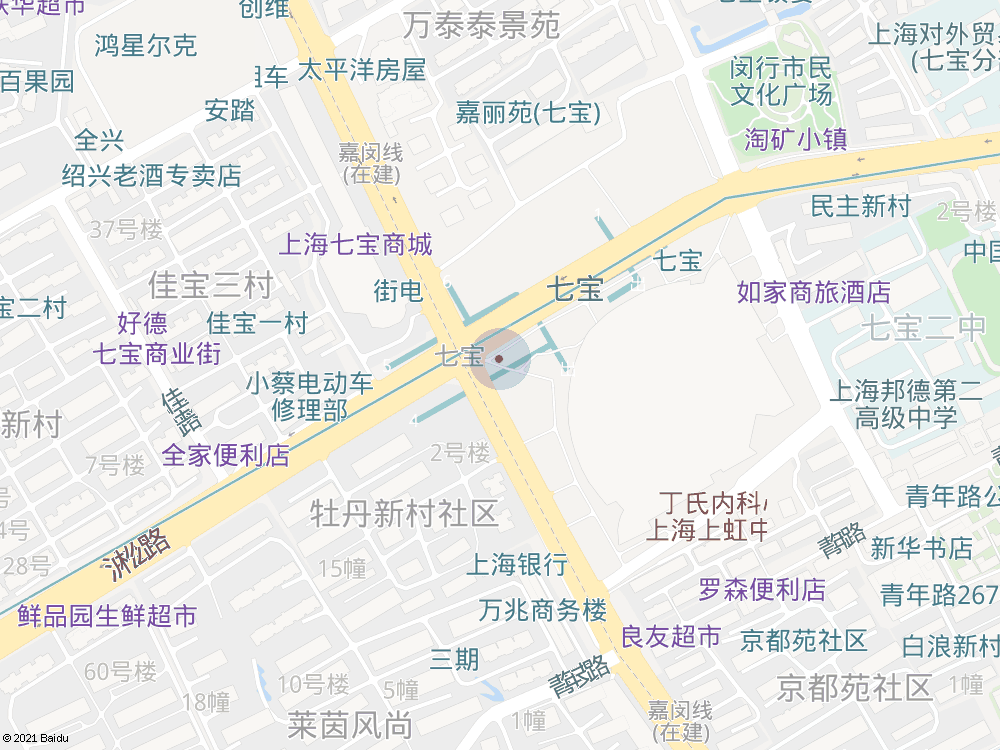 创维
万泰泰景苑
鸿星尔克
上海对外贸
(七宝分
太平洋房屋
闵行市民
文化广场
百果园
安踏
嘉丽苑(七宝)
全兴
淘矿小镇
嘉闵线
(在建)
绍兴老酒专卖店
民主新村
2号楼
37号楼
上海七宝商城
七宝
中国
佳宝三村
街电
七宝
如家商旅酒店
宝二村
好德
佳宝一村
七宝二中
七宝商业街
七宝
小蔡电动车
修理部
上海邦德第二
高级中学
佳宝路
新村
全家便利店
7号楼
2号楼
青年路公
牡丹新村社区
丁氏内科
上海上虹中
4号
淞沪路
青年路
新华书店
28号
15幢
上海银行
罗森便利店
青年路267
鲜品园生鲜超市
万兆商务楼
良友超市
京都苑社区
白浪新村
三期
60号楼
青年路
10号楼
5幢
京都苑社区
1幢
18幢
莱茵风尚
1幢
嘉闵线
(在建)
© 2021 Baidu